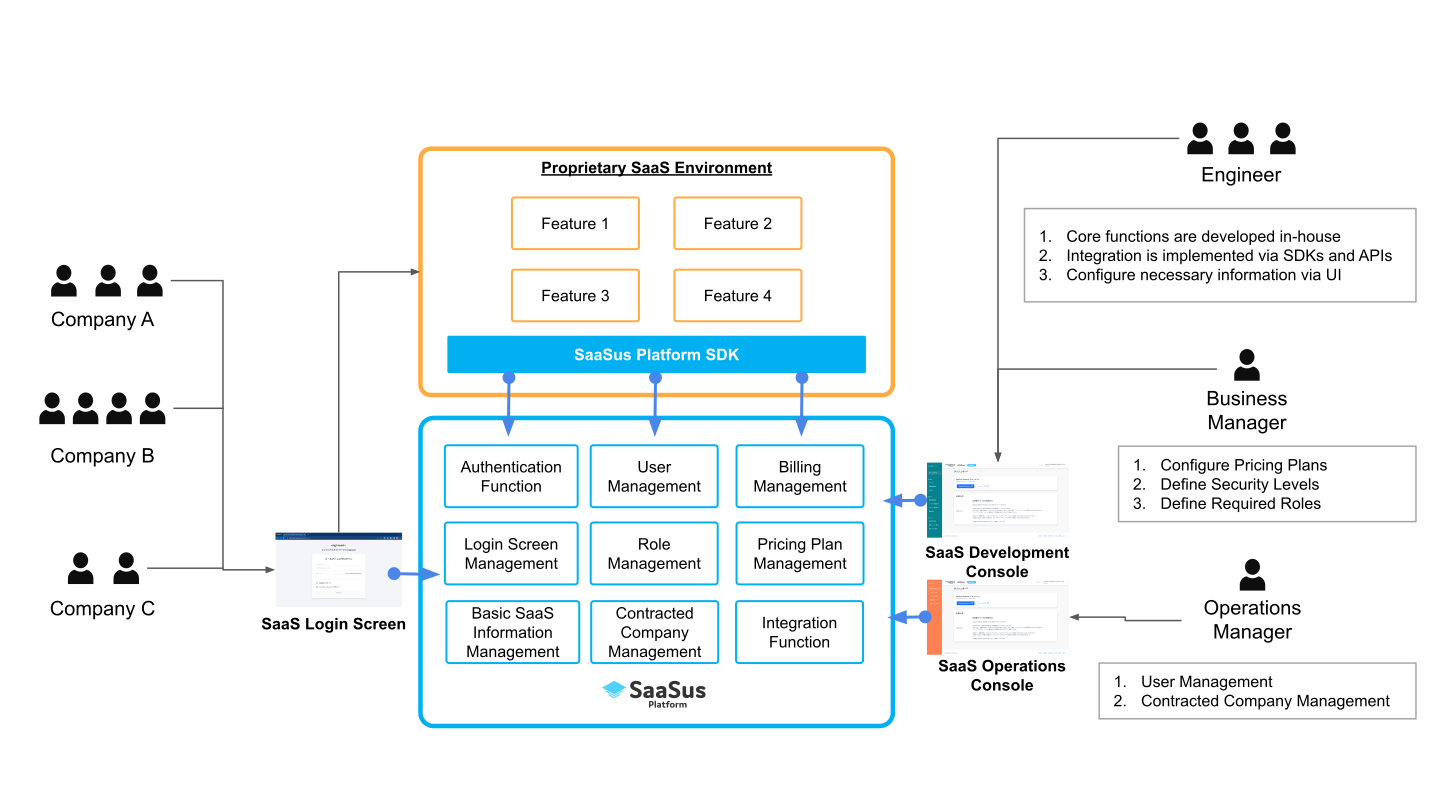 Proprietary SaaS Environment
Feature 1
Feature 2
Feature 3
Feature 4
SaaSus Platform SDK
Company A
Company B
Company C
SaaS Login Screen
Authentication
Function
User
Management
Billing
Management
Login Screen
Management
Role
Management
Pricing Plan
Management
Basic SaaS
Information
Management
Contracted
Company
Management
Integration
Function
SaaSus
Platform
Engineer
1. Core functions are developed in-house
2. Integration is implemented via SDKs and APIs
3. Configure necessary information via UI
Business
Manager
1. Configure Pricing Plans
2. Define Security Levels
3. Define Required Roles
SaaS Development
Console
Operations
Manager
SaaS Operations
Console
1. User Management
2. Contracted Company Management